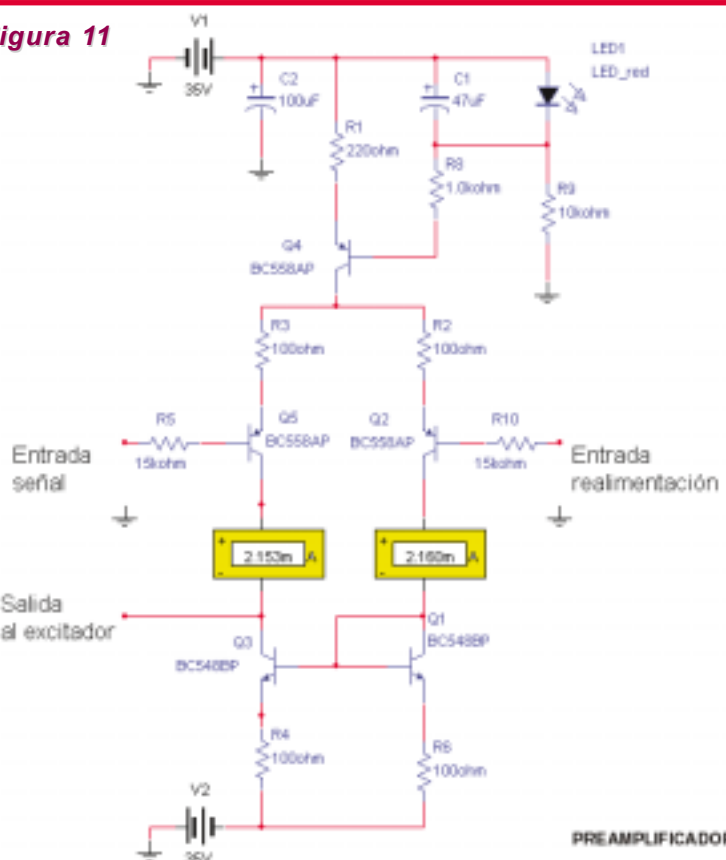 igura 11
V1
35V
C2
100uF
R1
220ohm
C1
47uF
LED1
LED_red
R8
1.0kohm
R9
10kohm
Q4
BC558AP
R3
100ohm
R2
100ohm
R5
15kohm
Q5
BC558AP
Q2
BC558AP
R10
15kohm
Entrada
señal
Entrada
realimentación
2.153m A
2.160m A
Salida
al excitador
Q3
BC548BP
Q1
BC548BP
R4
100ohm
R6
100ohm
V2
35V
PREAMPLIFICADOR